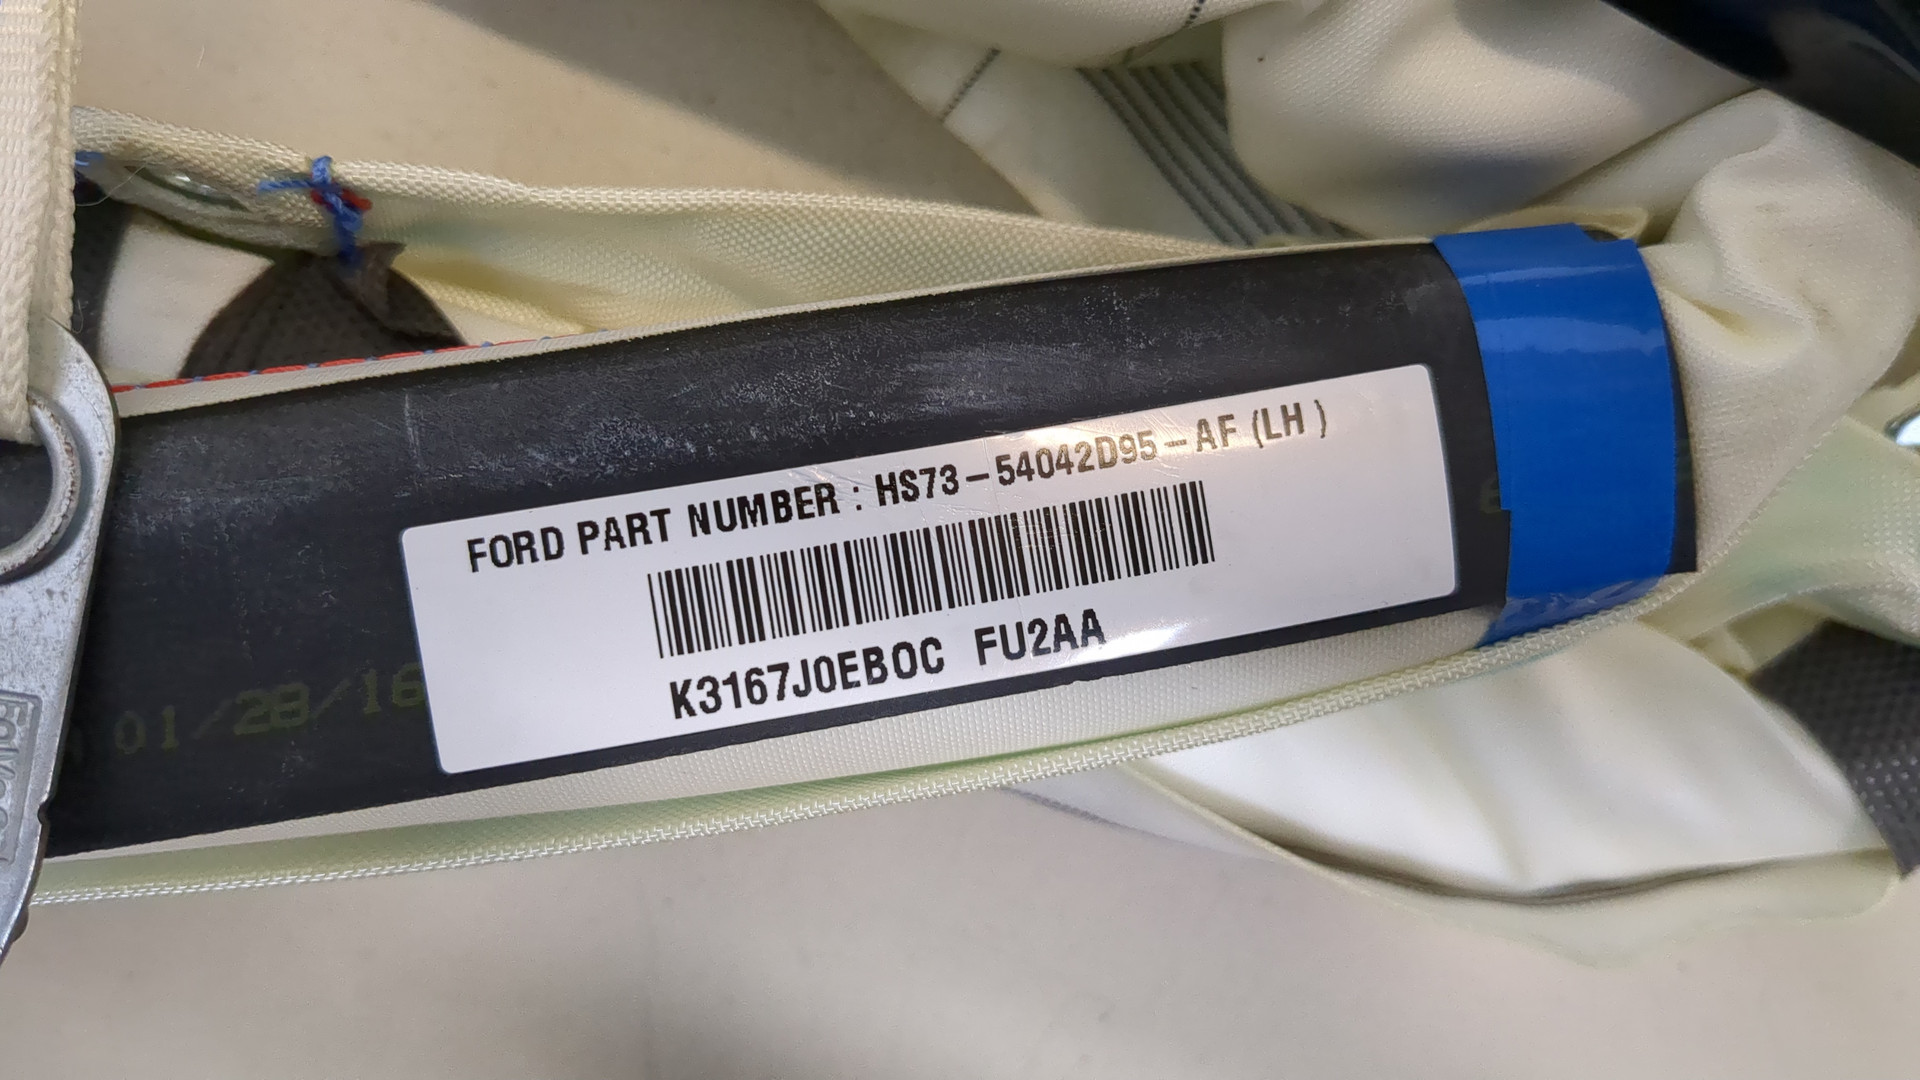 FORD PART NUMBER : HS73-54042D95-AF (LH )
K3167J0EB0C FU2AA
01/28/16